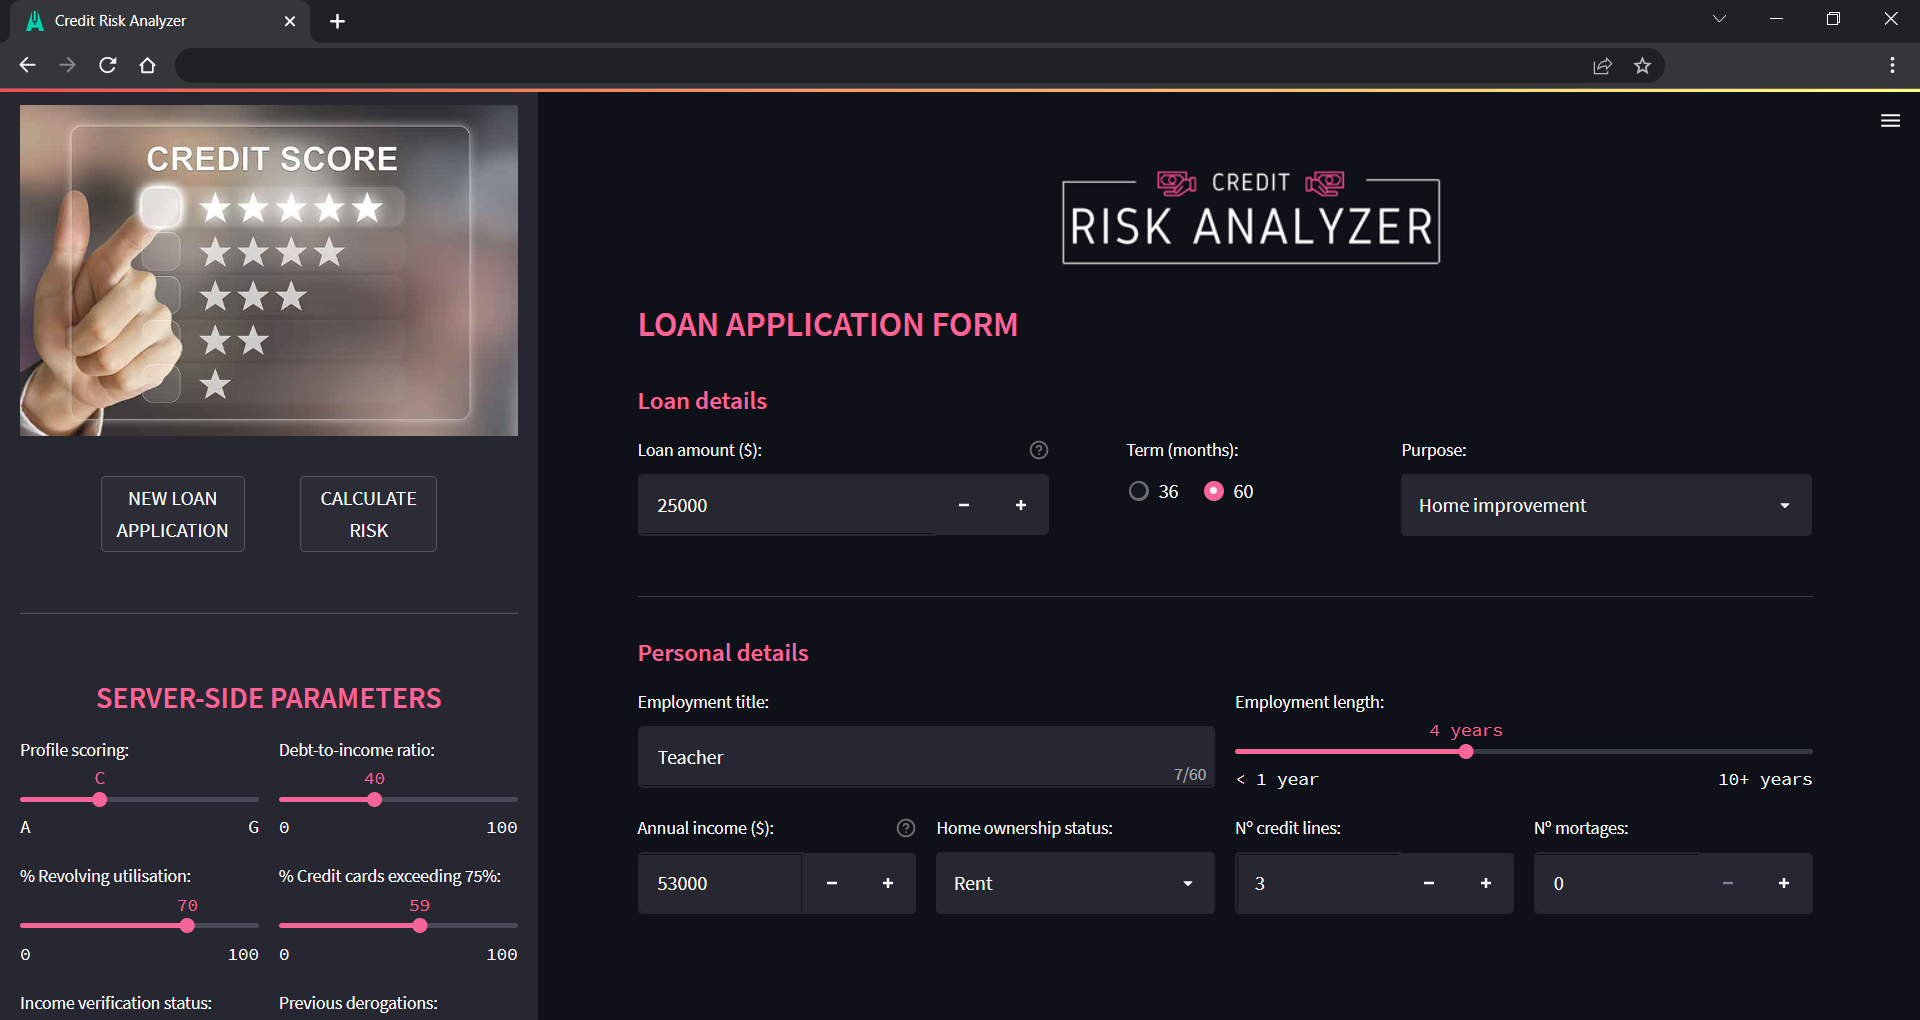 Credit Risk Analyzer
CREDIT SCORE
NEW LOAN
APPLICATION
CALCULATE
RISK
SERVER-SIDE PARAMETERS
Profile scoring:
C
A G
Debt-to-income ratio:
40
0 100
% Revolving utilisation:
70
0 100
% Credit cards exceeding 75%:
59
0 100
Income verification status:
Previous derogations:
CREDIT
RISK ANALYZER
LOAN APPLICATION FORM
Loan details
Loan amount ($):
25000
Term (months):
36 60
Purpose:
Home improvement
Personal details
Employment title:
Teacher
7/60
Employment length:
4 years
< 1 year 10+ years
Annual income ($):
53000
Home ownership status:
Rent
Nº credit lines:
3
Nº mortages:
0